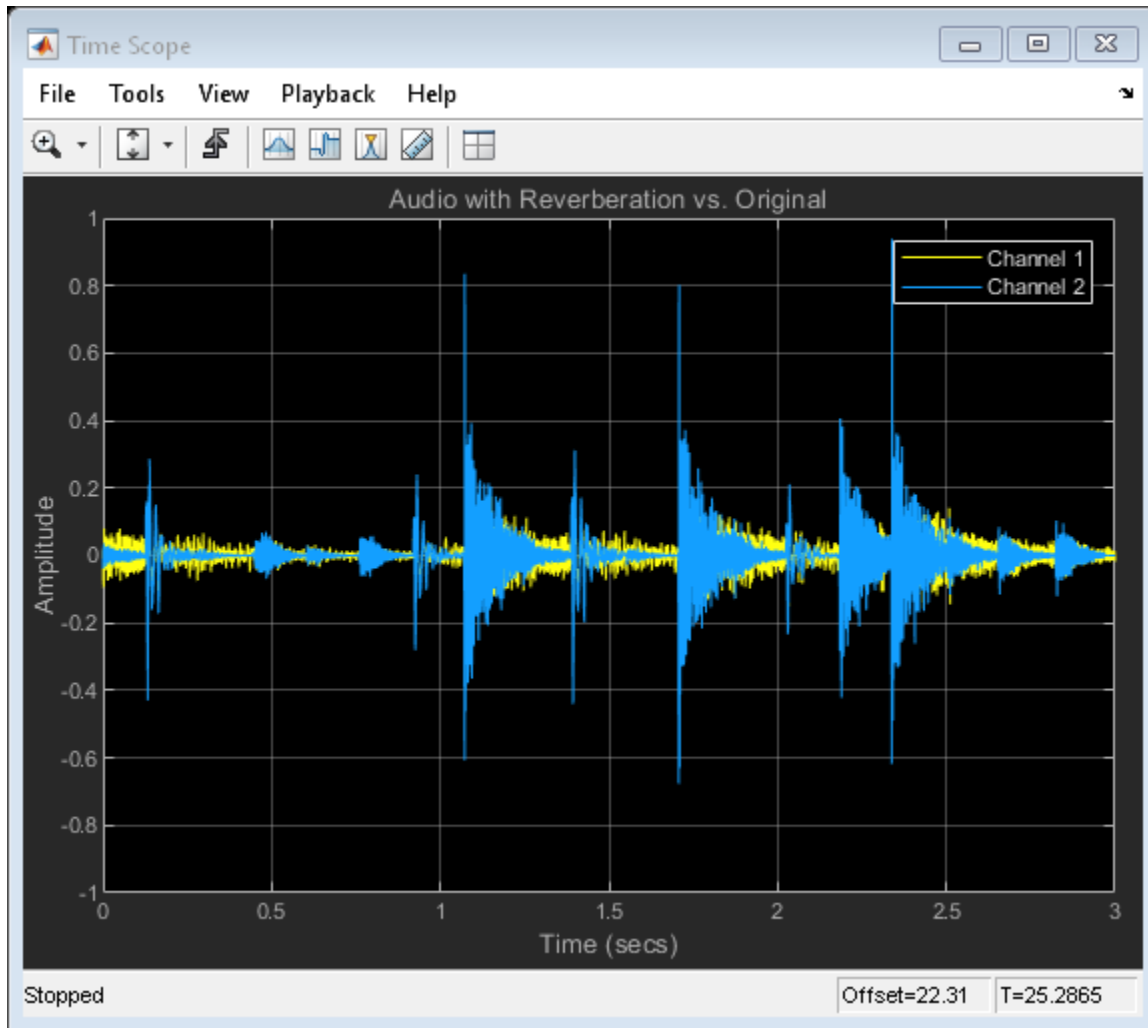 Time Scope
File Tools View Playback Help
Audio with Reverberation vs. Original
Channel 1
Channel 2
1
0.8
0.6
0.4
0.2
0
-0.2
-0.4
-0.6
-0.8
-1
Amplitude
0 0.5 1 1.5 2 2.5 3
Time (secs)
Stopped Offset=22.31 T=25.2865